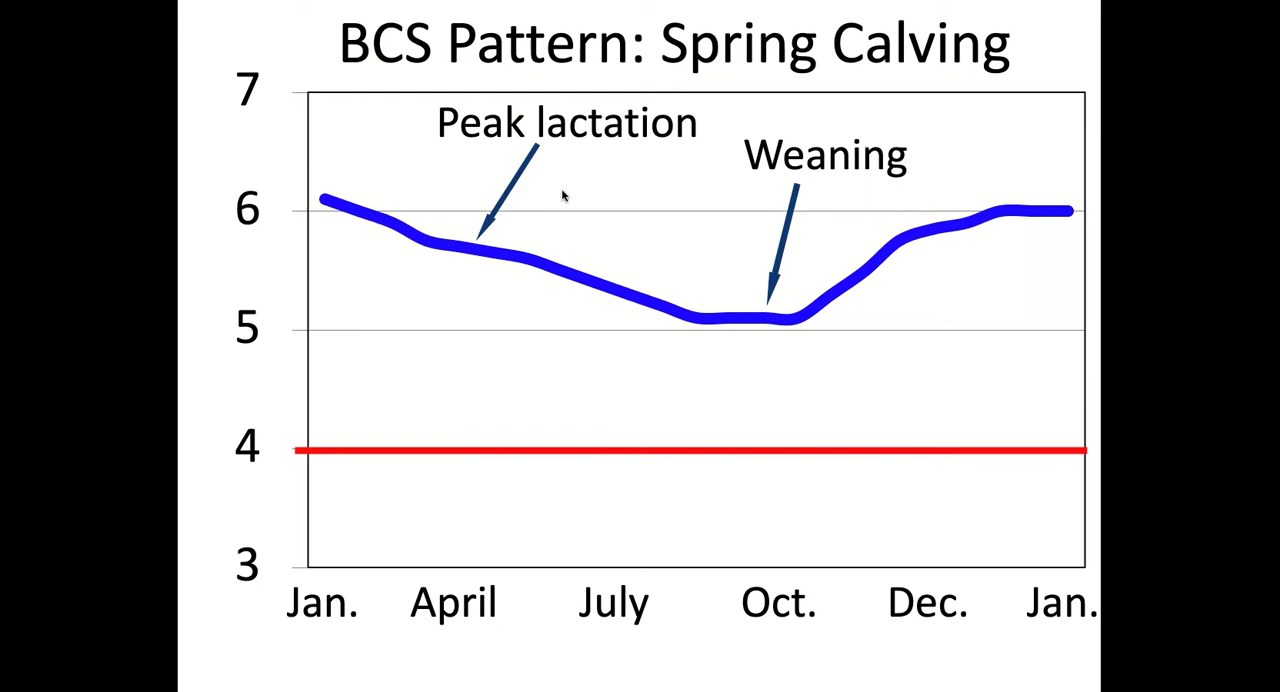 BCS Pattern: Spring Calving
7
Peak lactation
Weaning
6
5
4
3
Jan. April July Oct. Dec. Jan.